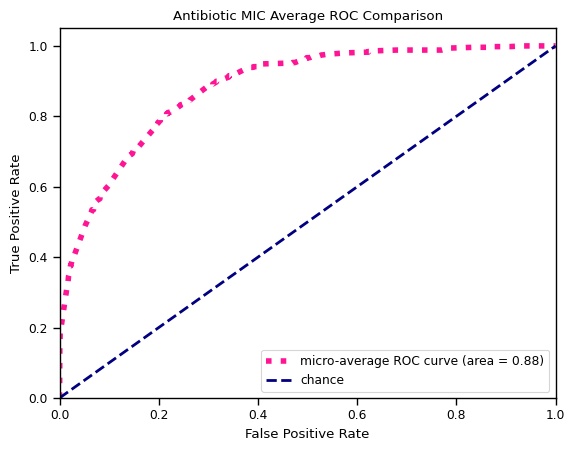 Antibiotic MIC Average ROC Comparison
True Positive Rate
1.0
0.8
0.6
0.4
0.2
0.0
micro-average ROC curve (area = 0.88)
chance
0.0 0.2 0.4 0.6 0.8 1.0
False Positive Rate